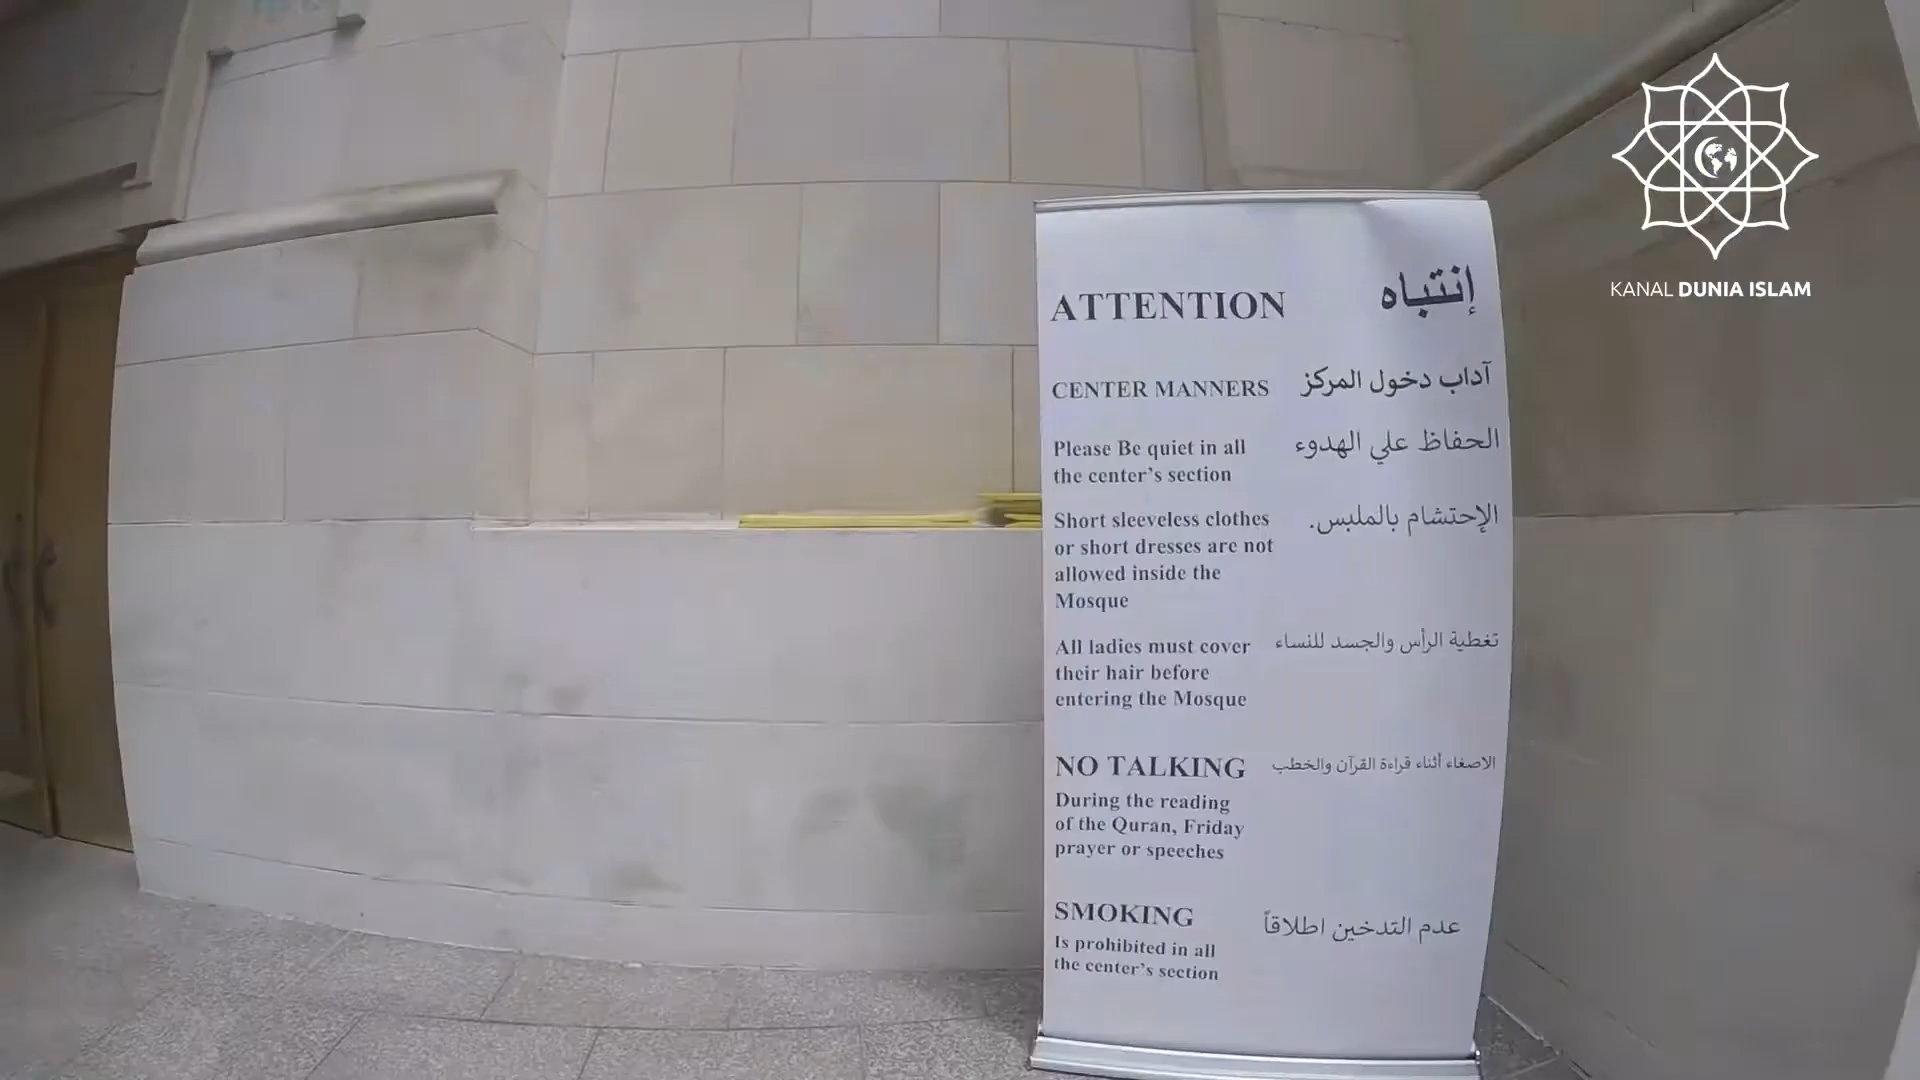 KANAL DUNIA ISLAM
ATTENTION
إنتباه
CENTER MANNERS
آداب دخول المركز
Please Be quiet in all
the center's section
الحفاظ علي الهدوء
Short sleeveless clothes
or short dresses are not
allowed inside the
Mosque
الإحتشام بالملبس.
All ladies must cover
their hair before
entering the Mosque
تغطية الرأس والجسد للنساء
NO TALKING
During the reading
of the Quran, Friday
prayer or speeches
الاصغاء أثناء قراءة القرآن والخطب
SMOKING
Is prohibited in all
the center's section
عدم التدخين اطلاقاً